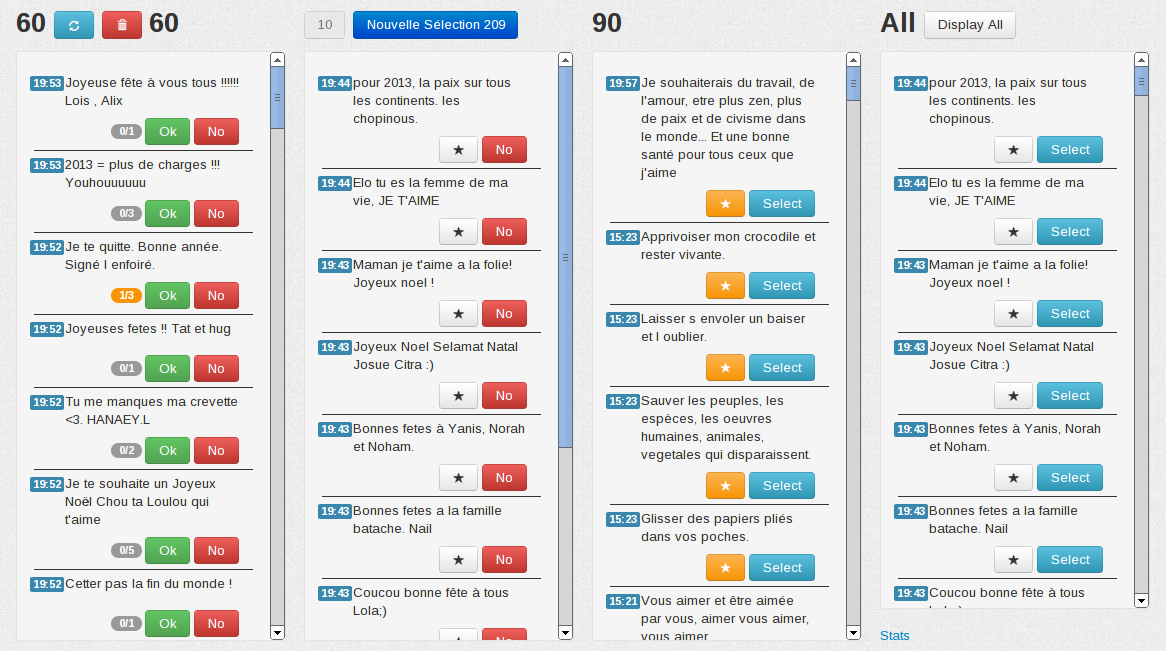 60 60
19:53 Joyeuse fête à vous tous !!!!!!
Lois , Alix
0/1 Ok No
19:53 2013 = plus de charges !!!
Youhouuuuuu
0/3 Ok No
19:52 Je te quitte. Bonne année.
Signé l enfoiré.
1/3 Ok No
19:52 Joyeuses fetes !! Tat et hug
0/1 Ok No
19:52 Tu me manques ma crevette
<3. HANAEY.L
0/2 Ok No
19:52 Je te souhaite un Joyeux
Noël Chou ta Loulou qui
t'aime
0/5 Ok No
19:52 Cetter pas la fin du monde !
0/1 Ok No
10 Nouvelle Sélection 209
19:44 pour 2013, la paix sur tous
les continents. les
chopinous.
★ No
19:44 Elo tu es la femme de ma
vie, JE T'AIME
★ No
19:43 Maman je t'aime a la folie!
Joyeux noel !
★ No
19:43 Joyeux Noel Selamat Natal
Josue Citra :)
★ No
19:43 Bonnes fetes à Yanis, Norah
et Noham.
★ No
19:43 Bonnes fetes a la famille
batache. Nail
★ No
19:43 Coucou bonne fête à tous
Lola;)
No
90
19:57 Je souhaiterais du travail, de
l'amour, etre plus zen, plus
de paix et de civisme dans
le monde... Et une bonne
santé pour tous ceux que
j'aime
★ Select
15:23 Apprivoiser mon crocodile et
rester vivante.
★ Select
15:23 Laisser s envoler un baiser
et l oublier.
★ Select
15:23 Sauver les peuples, les
espèces, les oeuvres
humaines, animales,
vegetales qui disparaissent.
★ Select
15:23 Glisser des papiers pliés
dans vos poches.
★ Select
15:21 Vous aimer et être aimée
par vous, aimer vous aimer,
vous aimer
All Display All
19:44 pour 2013, la paix sur tous
les continents. les
chopinous.
★ Select
19:44 Elo tu es la femme de ma
vie, JE T'AIME
★ Select
19:43 Maman je t'aime a la folie!
Joyeux noel !
★ Select
19:43 Joyeux Noel Selamat Natal
Josue Citra :)
★ Select
19:43 Bonnes fetes à Yanis, Norah
et Noham.
★ Select
19:43 Bonnes fetes a la famille
batache. Nail
★ Select
19:43 Coucou bonne fête à tous
Stats